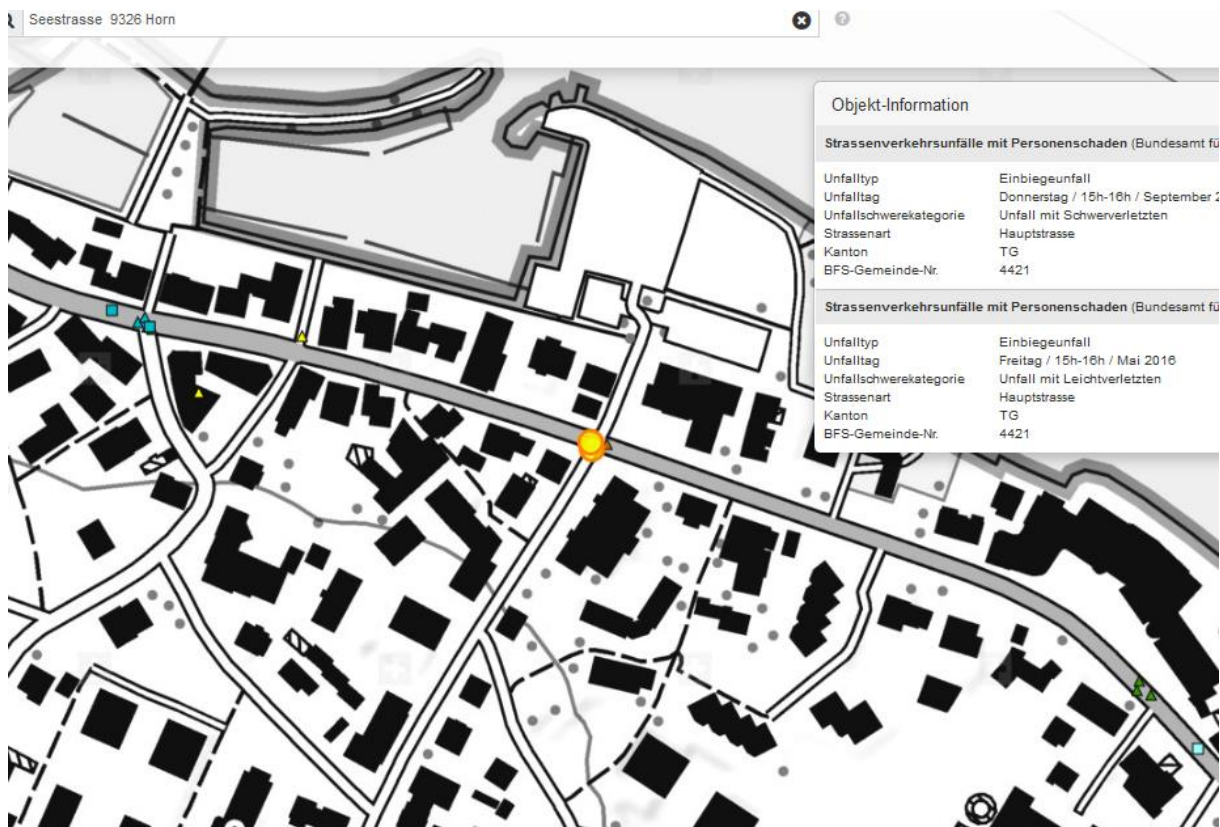 Seestrasse 9326 Horn
Objekt-Information
Strassenverkehrsunfälle mit Personenschaden (Bundesamt fü
Unfalltyp Einbiegeunfall
Unfalltag Donnerstag / 15h-16h / September 2
Unfallschwerekategorie Unfall mit Schwerverletzten
Strassenart Hauptstrasse
Kanton TG
BFS-Gemeinde-Nr. 4421
Strassenverkehrsunfälle mit Personenschaden (Bundesamt fü
Unfalltyp Einbiegeunfall
Unfalltag Freitag / 15h-16h / Mai 2016
Unfallschwerekategorie Unfall mit Leichtverletzten
Strassenart Hauptstrasse
Kanton TG
BFS-Gemeinde-Nr. 4421